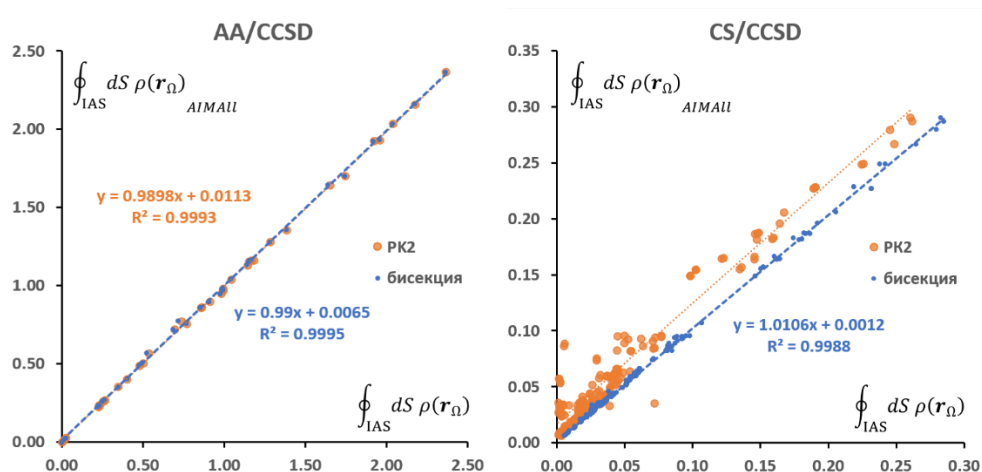 AA/CCSD
2.50
2.00
1.50
1.00
0.50
0.00
0.00 0.50 1.00 1.50 2.00 2.50
∮IAS dS ρ(rΩ) AIMAll
y = 0.9898x + 0.0113
R² = 0.9993
РК2
бисекция
y = 0.99x + 0.0065
R² = 0.9995
∮IAS dS ρ(rΩ)
CS/CCSD
0.35
0.30
0.25
0.20
0.15
0.10
0.05
0.00
0.00 0.05 0.10 0.15 0.20 0.25 0.30
∮IAS dS ρ(rΩ) AIMAll
РК2
бисекция
y = 1.0106x + 0.0012
R² = 0.9988
∮IAS dS ρ(rΩ)